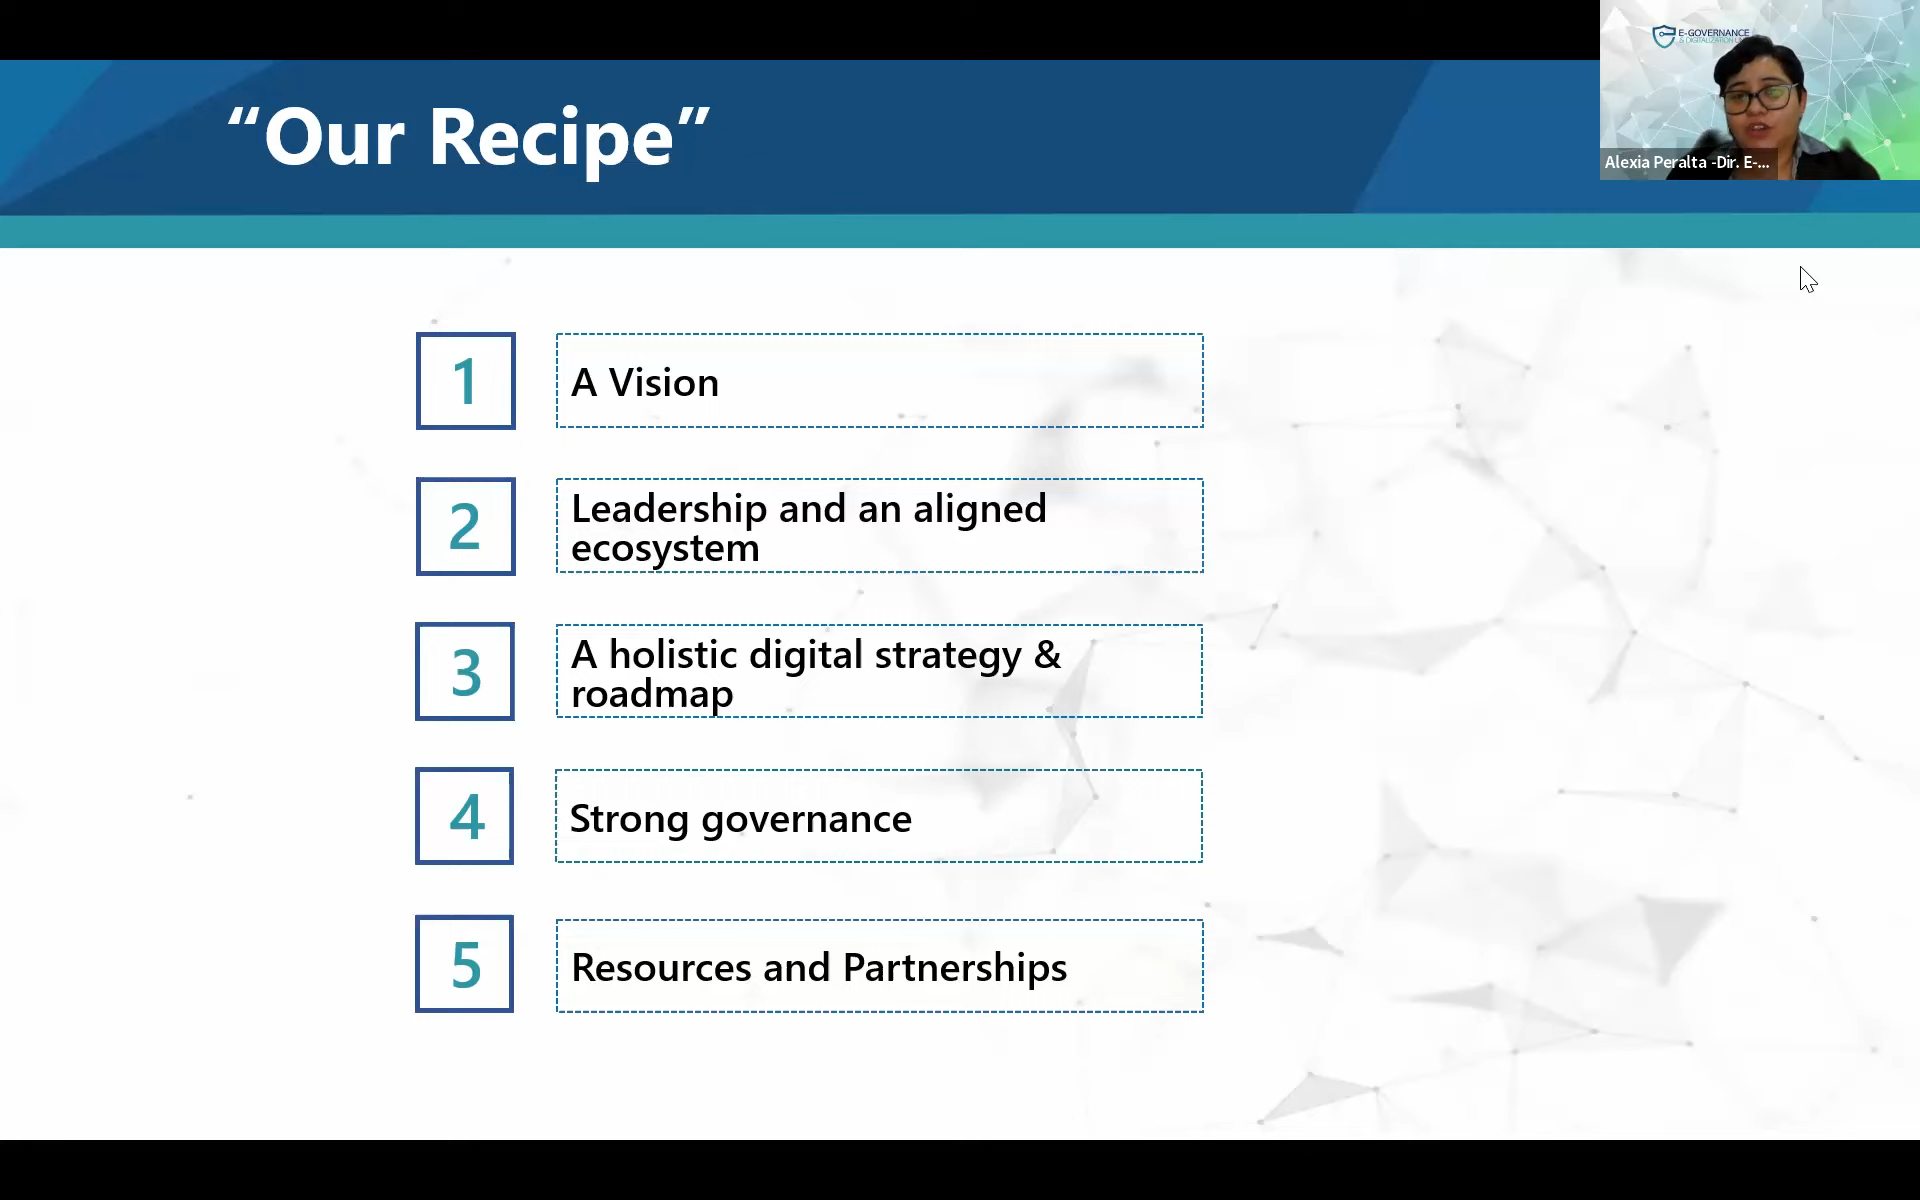 “Our Recipe”
E-GOVERNANCE
Alexia Peralta -Dir. E-...
1
A Vision
2
Leadership and an aligned
ecosystem
3
A holistic digital strategy &
roadmap
4
Strong governance
5
Resources and Partnerships